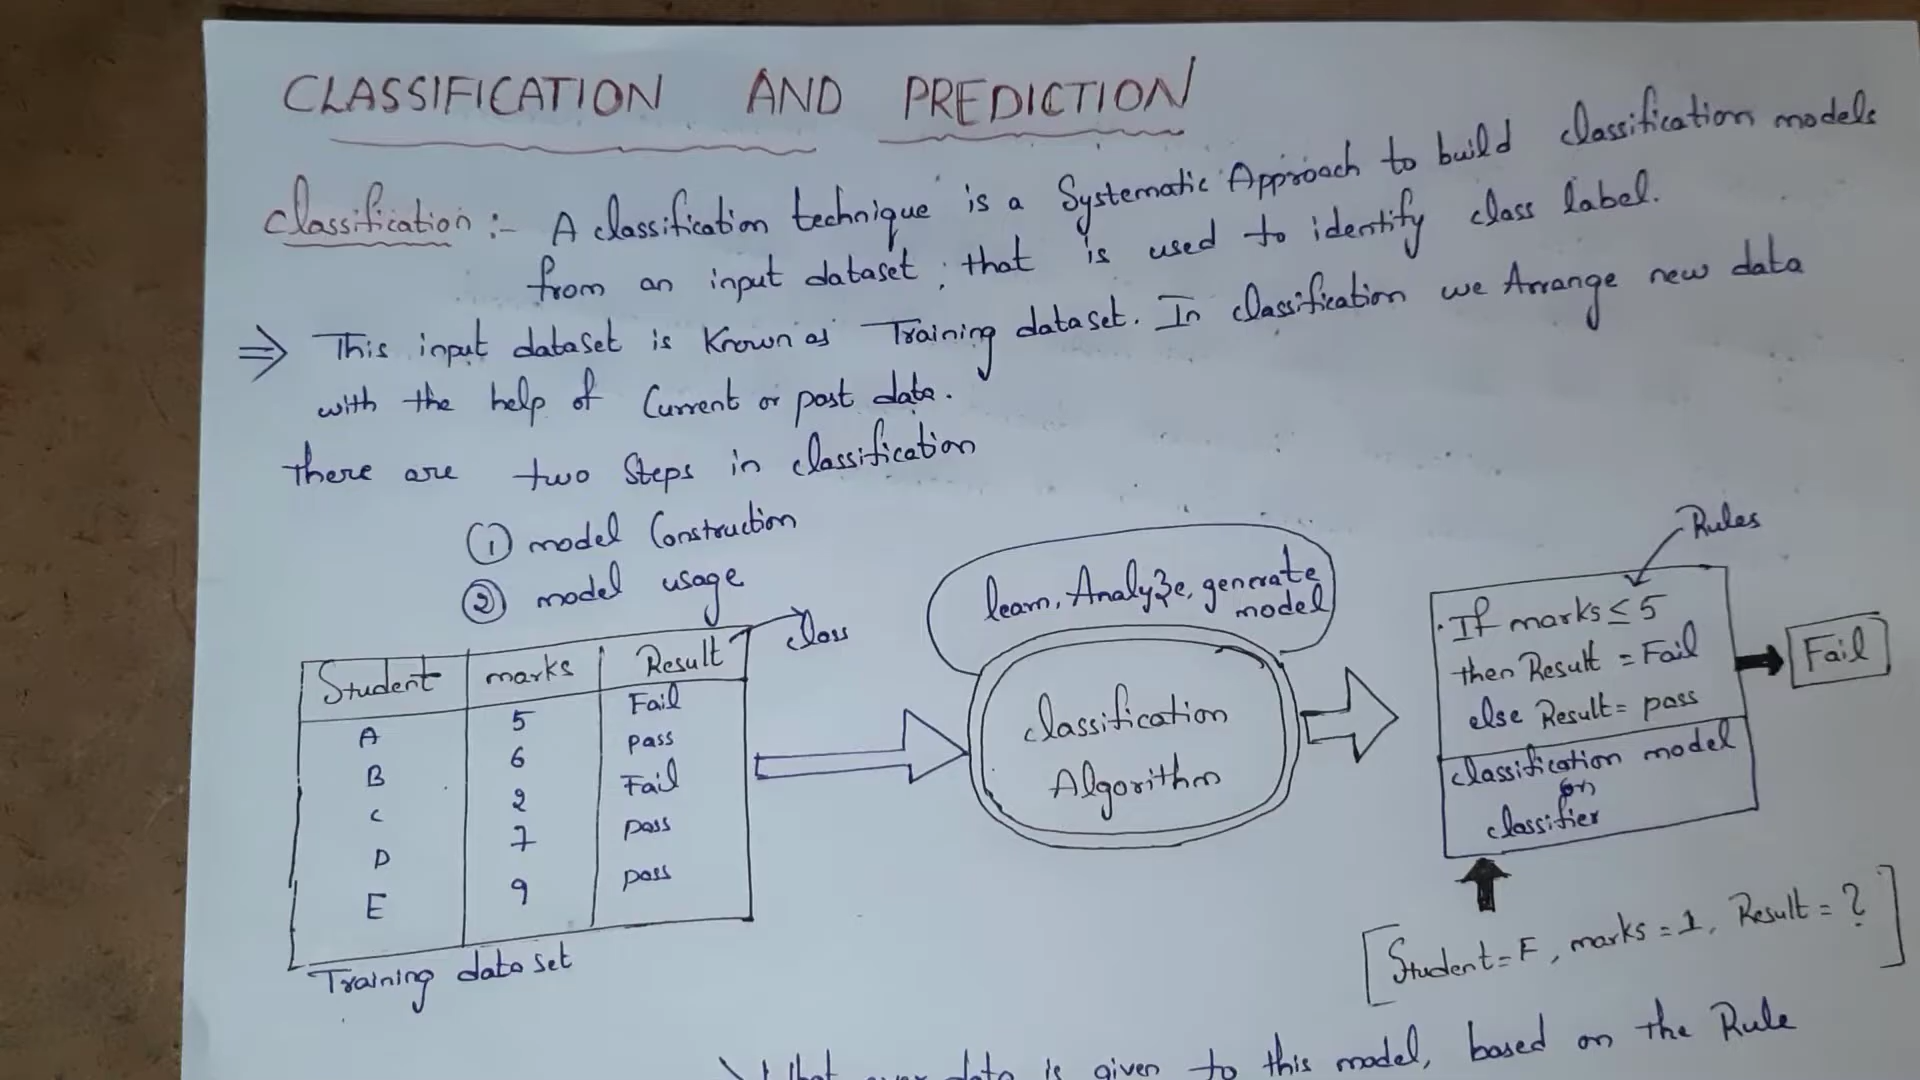 CLASSIFICATION AND PREDICTION
Classification :- A classification technique is a Systematic Approach to build classification models
from an input dataset, that is used to identify class label.
⇒ This input dataset is Known as Training dataset. In classification we Arrange new data
with the help of Current or past data.
there are two Steps in classification
① model Construction
② model usage
class
Student marks Result
A 5 Fail
B 6 pass
C 2 Fail
D 7 pass
E 9 pass
Training dataset
learn, Analyze, generate
model
classification
Algorithm
Rules
. If marks ≤ 5
then Result = Fail
else Result = pass
classification model
(or)
classifier
Fail
[Student = F, marks = 1, Result = ?]
data is given to this model, based on the Rule